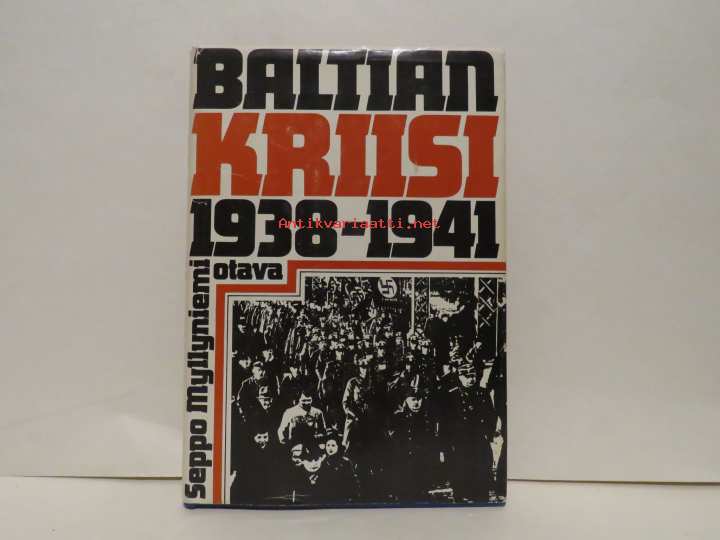 BALTIAN
KRIISI
1938-1941
Antikvariaatti.net
otava
Seppo Myllyniemi